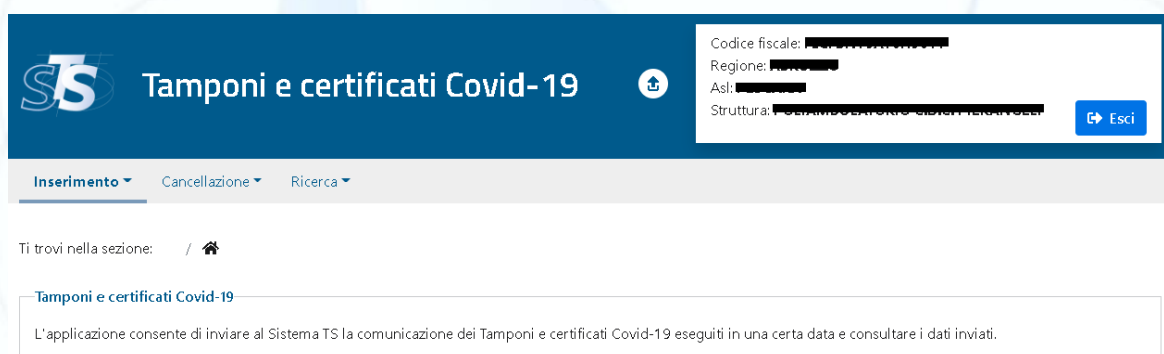 Codice fiscale:
Regione:
Asl:
Struttura:
Esci
STS
Tamponi e certificati Covid-19
Inserimento
Cancellazione
Ricerca
Ti trovi nella sezione: /
Tamponi e certificati Covid-19
L'applicazione consente di inviare al Sistema TS la comunicazione dei Tamponi e certificati Covid-19 eseguiti in una certa data e consultare i dati inviati.